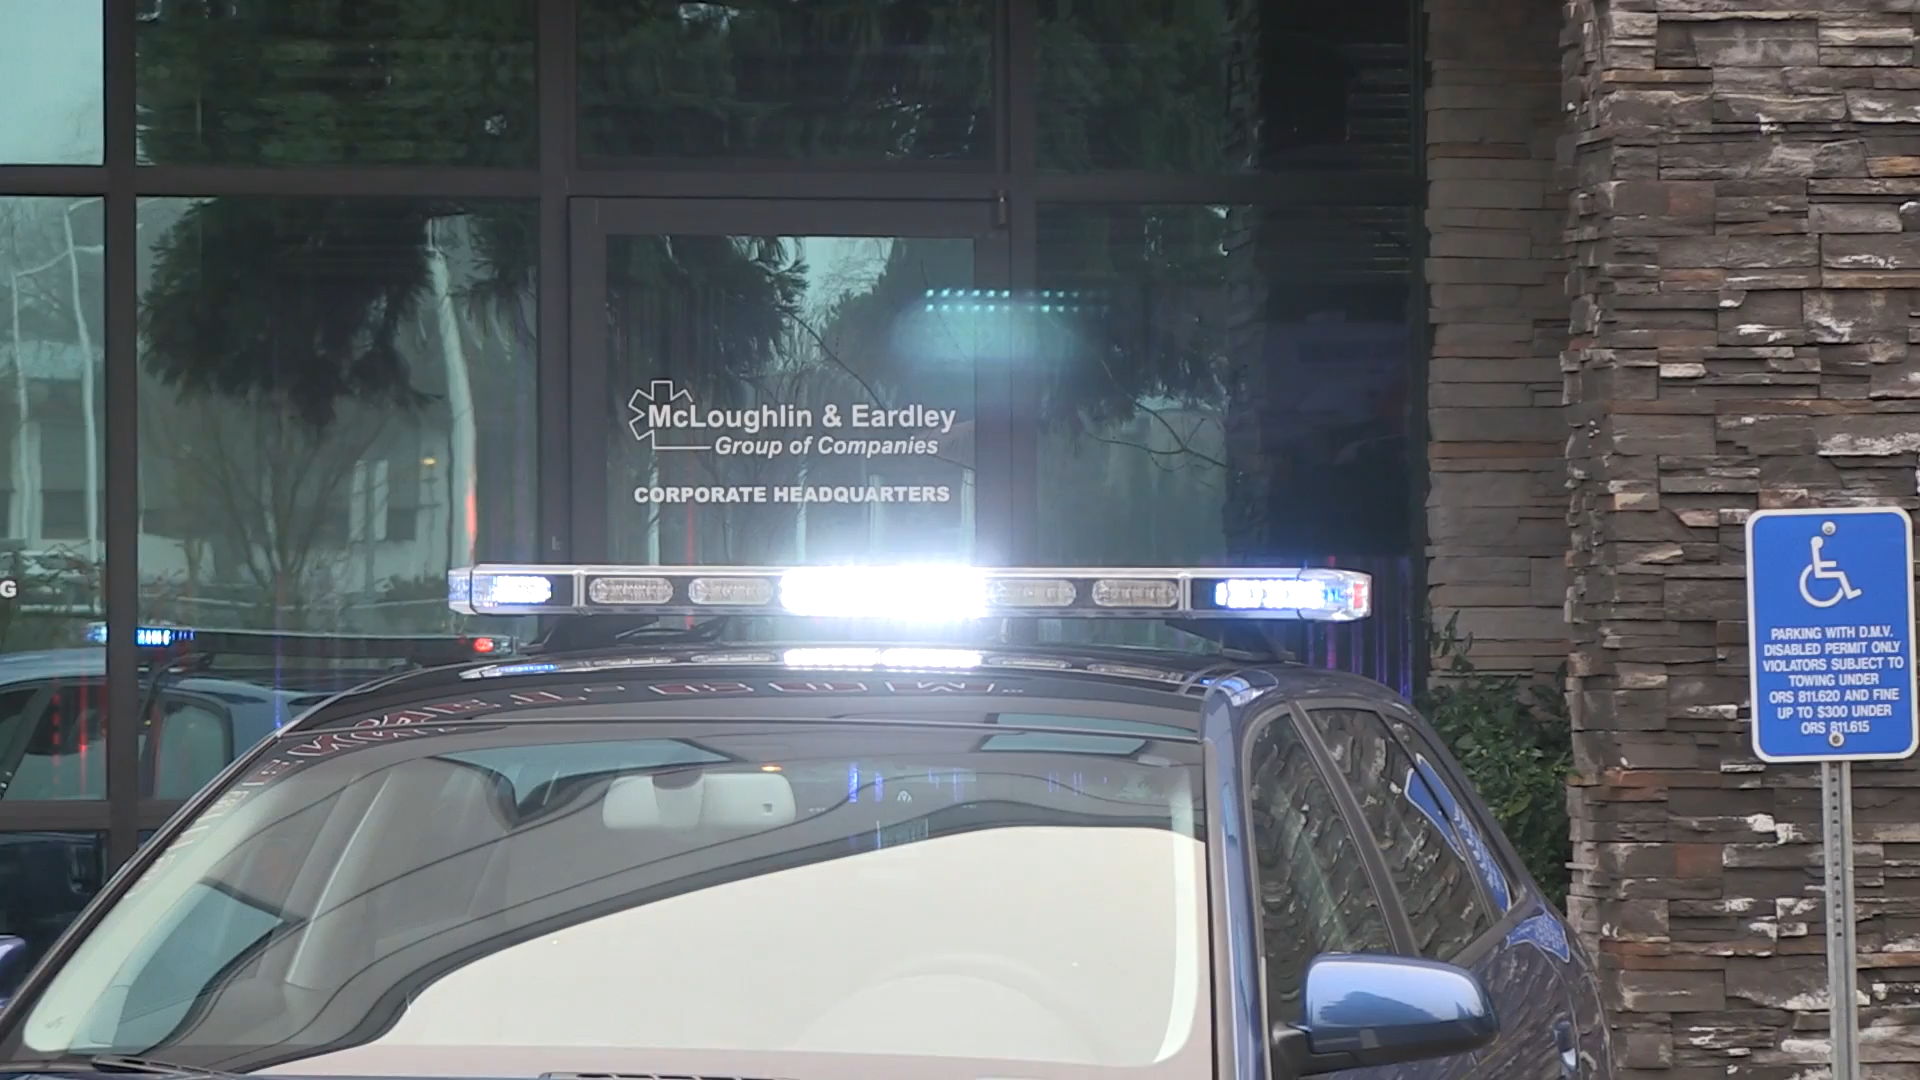 McLoughlin & Eardley
Group of Companies
CORPORATE HEADQUARTERS
G
PARKING WITH D.M.V.
DISABLED PERMIT ONLY
VIOLATORS SUBJECT TO
TOWING UNDER
ORS 811.620 AND FINE
UP TO $300 UNDER
ORS 811.615